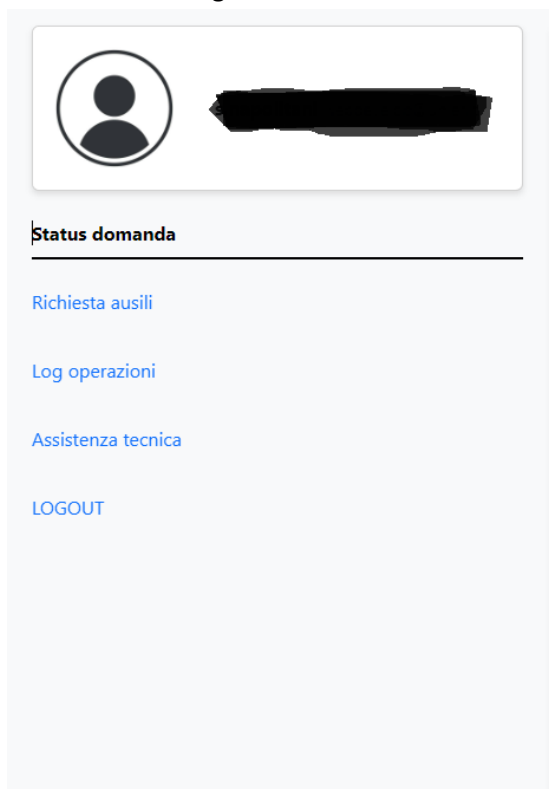 Status domanda
Richiesta ausili
Log operazioni
Assistenza tecnica
LOGOUT